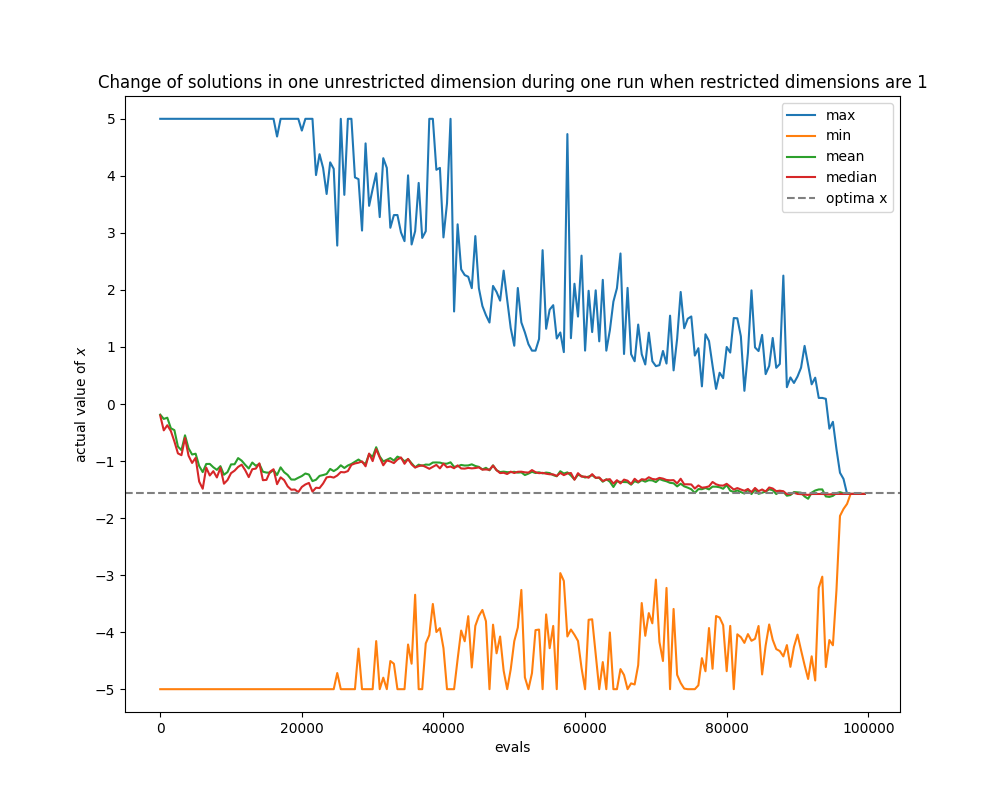 Change of solutions in one unrestricted dimension during one run when restricted dimensions are 1
max
min
mean
median
optima x
actual value of x
5
4
3
2
1
0
−1
−2
−3
−4
−5
0 20000 40000 60000 80000 100000
evals